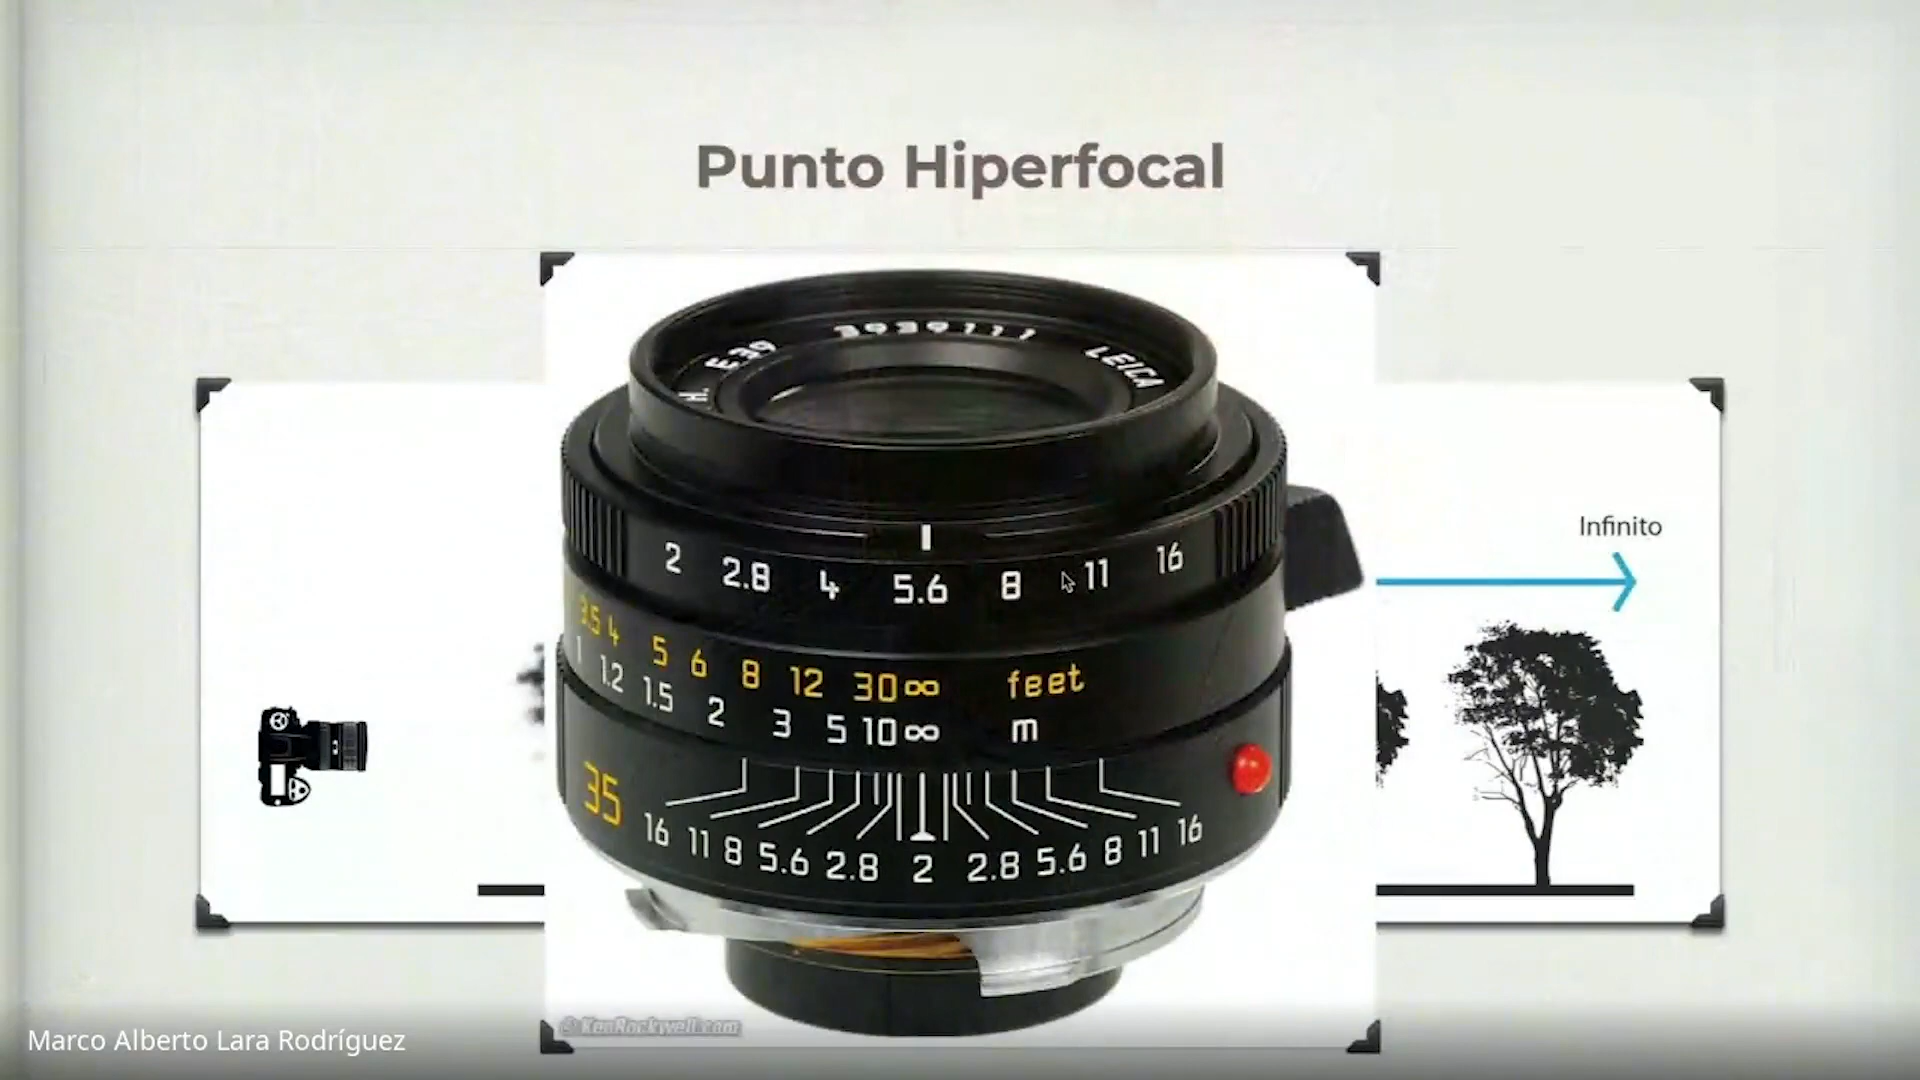 Punto Hiperfocal
3939111
E39
LEICA
Infinito
2 2.8 4 5.6 8 11 16
3.5 4 5 6 8 12 30 ∞ feet
1 1.2 1.5 2 3 5 10 ∞ m
35
16 11 8 5.6 2.8 2 2.8 5.6 8 11 16
© KenRockwell.com
Marco Alberto Lara Rodríguez